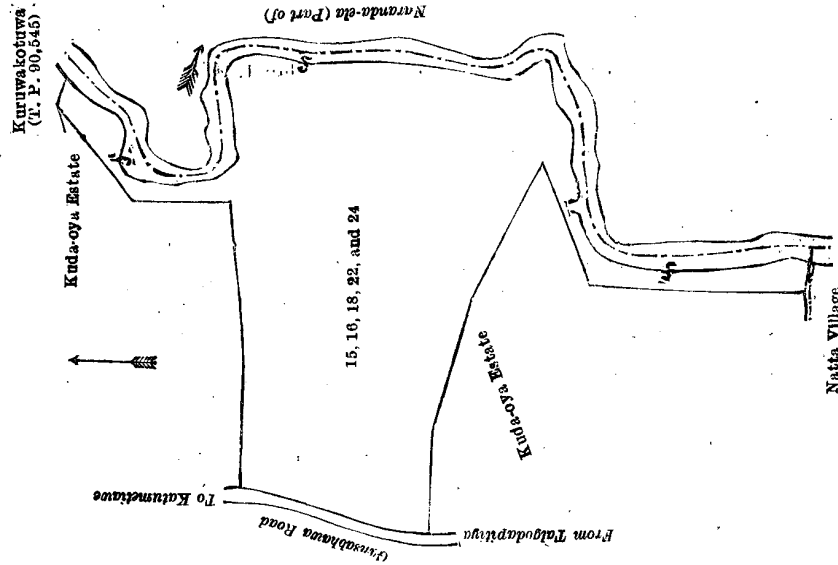 Kuruwakotuwa
(T. P. 90,545)
Naranda-ela (Part of)
Kuda-oya Estate
15, 16, 18, 22, and 24
Kuda-oya Estate
To Katumetiawe
Gansabhawa Road
From Talgodapitiya
Natta Village